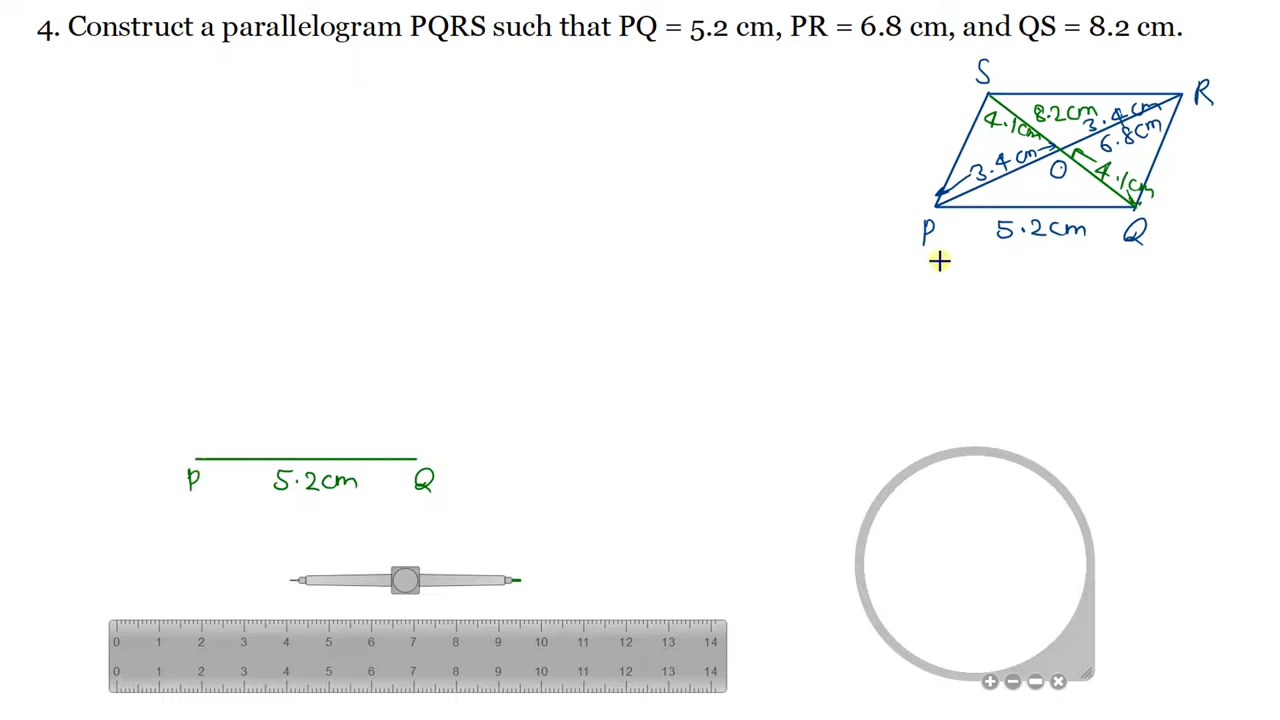 4. Construct a parallelogram PQRS such that PQ = 5.2 cm, PR = 6.8 cm, and QS = 8.2 cm.
S
R
8.2cm
3.4cm
4.1cm
6.8cm
3.4cm
O
4.1cm
P 5.2cm Q
P 5.2cm Q
0 1 2 3 4 5 6 7 8 9 10 11 12 13 14
0 1 2 3 4 5 6 7 8 9 10 11 12 13 14